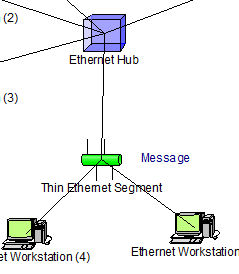 (2)
Ethernet Hub
(3)
Message
Thin Ethernet Segment
Ethernet Workstation
et Workstation (4)